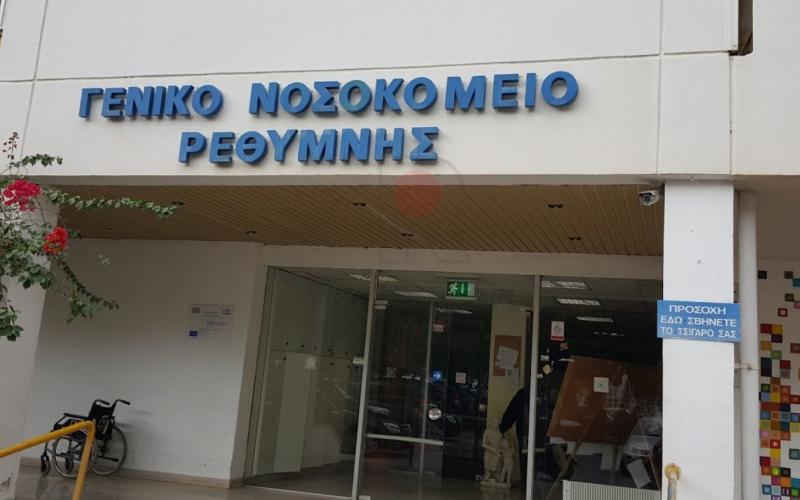 ΓΕΝΙΚΟ ΝΟΣΟΚΟΜΕΙΟ
ΡΕΘΥΜΝΗΣ
ΠΡΟΣΟΧΗ
ΕΔΩ ΣΒΗΝΕΤΕ
ΤΟ ΤΣΙΓΑΡΟ ΣΑΣ